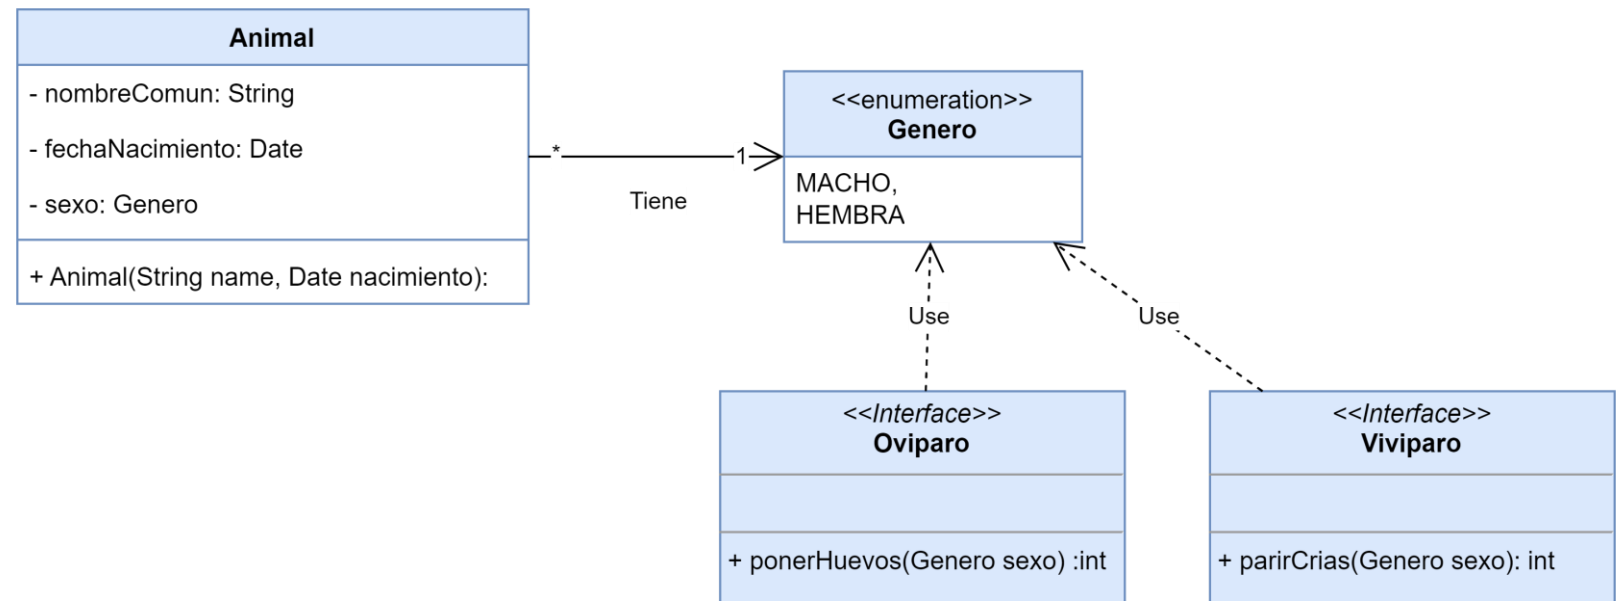 Animal
- nombreComun: String
- fechaNacimiento: Date
- sexo: Genero
+ Animal(String name, Date nacimiento):
*
1
Tiene
<<enumeration>>
Genero
MACHO,
HEMBRA
Use
Use
<<Interface>>
Oviparo
+ ponerHuevos(Genero sexo) :int
<<Interface>>
Viviparo
+ parirCrias(Genero sexo): int